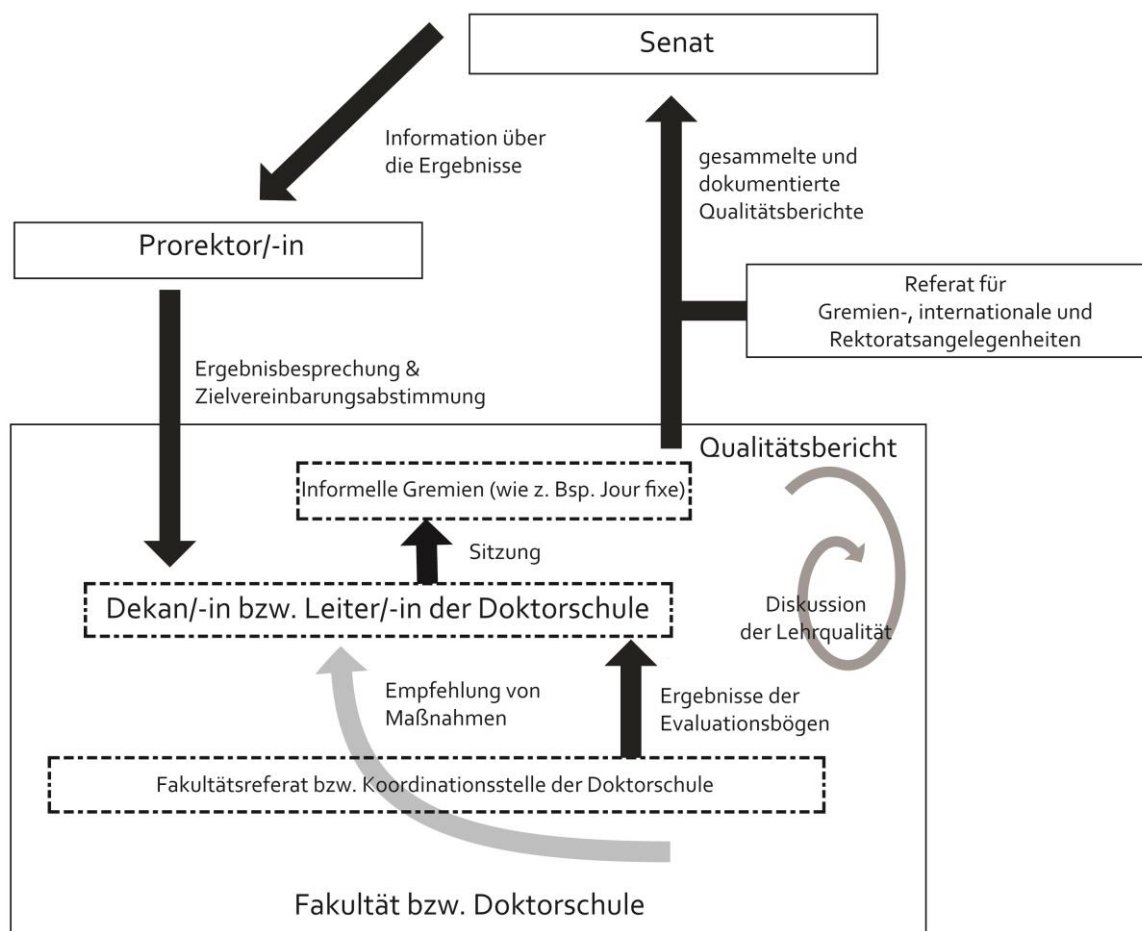 Senat
Information über
die Ergebnisse
gesammelte und
dokumentierte
Qualitätsberichte
Prorektor/-in
Referat für
Gremien-, internationale und
Rektoratsangelegenheiten
Ergebnisbesprechung &
Zielvereinbarungsabstimmung
Qualitätsbericht
Informelle Gremien (wie z. Bsp. Jour fixe)
Sitzung
Dekan/-in bzw. Leiter/-in der Doktorschule
Diskussion
der Lehrqualität
Empfehlung von
Maßnahmen
Ergebnisse der
Evaluationsbögen
Fakultätsreferat bzw. Koordinationsstelle der Doktorschule
Fakultät bzw. Doktorschule